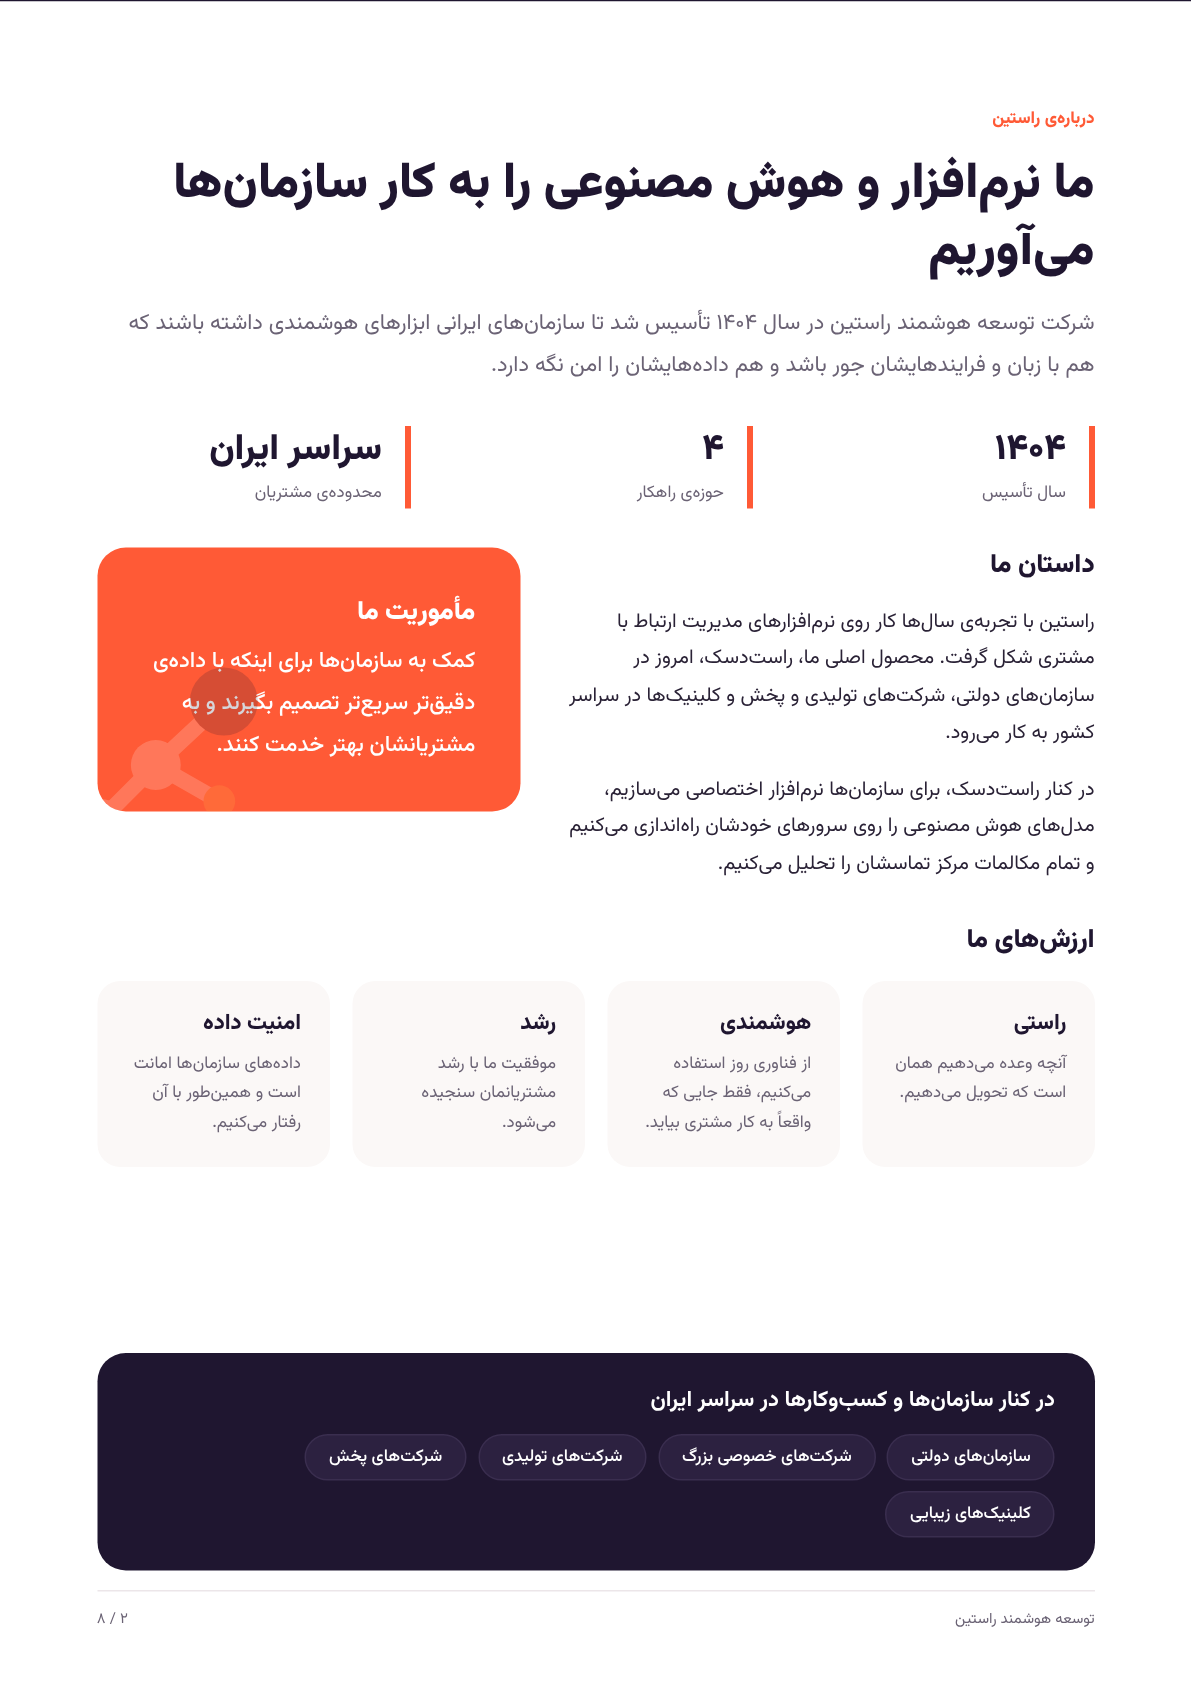 درباره‌ی راستین
ما نرم‌افزار و هوش مصنوعی را به کار سازمان‌ها
می‌آوریم
شرکت توسعه هوشمند راستین در سال ۱۴۰۴ تأسیس شد تا سازمان‌های ایرانی ابزارهای هوشمندی داشته باشند که
هم با زبان و فرایندهایشان جور باشد و هم داده‌هایشان را امن نگه دارد.
۱۴۰۴
سال تأسیس
۴
حوزه‌ی راهکار
سراسر ایران
محدوده‌ی مشتریان
داستان ما
راستین با تجربه‌ی سال‌ها کار روی نرم‌افزارهای مدیریت ارتباط با
مشتری شکل گرفت. محصول اصلی ما، راست‌دسک، امروز در
سازمان‌های دولتی، شرکت‌های تولیدی و پخش و کلینیک‌ها در سراسر
کشور به کار می‌رود.
در کنار راست‌دسک، برای سازمان‌ها نرم‌افزار اختصاصی می‌سازیم،
مدل‌های هوش مصنوعی را روی سرورهای خودشان راه‌اندازی می‌کنیم
و تمام مکالمات مرکز تماسشان را تحلیل می‌کنیم.
مأموریت ما
کمک به سازمان‌ها برای اینکه با داده‌ی
دقیق‌تر سریع‌تر تصمیم بگیرند و به
مشتریانشان بهتر خدمت کنند.
ارزش‌های ما
راستی
آنچه وعده می‌دهیم همان
است که تحویل می‌دهیم.
هوشمندی
از فناوری روز استفاده
می‌کنیم، فقط جایی که
واقعاً به کار مشتری بیاید.
رشد
موفقیت ما با رشد
مشتریانمان سنجیده
می‌شود.
امنیت داده
داده‌های سازمان‌ها امانت
است و همین‌طور با آن
رفتار می‌کنیم.
در کنار سازمان‌ها و کسب‌وکارها در سراسر ایران
سازمان‌های دولتی
شرکت‌های خصوصی بزرگ
شرکت‌های تولیدی
شرکت‌های پخش
کلینیک‌های زیبایی
توسعه هوشمند راستین
۲ / ۸